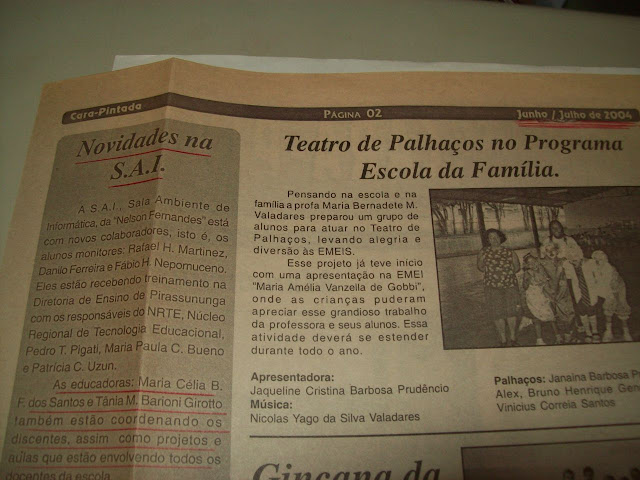 Cara-Pintada
PÁGINA 02
Junho / Julho de 2004
Novidades na
S.A.I.
A S.A.I., Sala Ambiente de
Informática, da "Nelson Fernandes" está
com novos colaboradores, isto é, os
alunos monitores: Rafael H. Martinez,
Danilo Ferreira e Fábio H. Nepomuceno.
Eles estão recebendo treinamento na
Diretoria de Ensino de Pirassununga
com os responsáveis do NRTE, Núcleo
Regional de Tecnologia Educacional,
Pedro T. Pigati, Maria Paula C. Bueno
e Patrícia C. Uzun.
As educadoras: Maria Célia B.
F. dos Santos e Tânia M. Barioni Girotto
também estão coordenando os
discentes, assim como projetos e
aulas que estão envolvendo todos os
docentes da escola
Teatro de Palhaços no Programa
Escola da Família.
Pensando na escola e na
família a profa Maria Bernadete M.
Valadares preparou um grupo de
alunos para atuar no Teatro de
Palhaços, levando alegria e
diversão às EMEIS.
Esse projeto já teve início
com uma apresentação na EMEI
"Maria Amélia Vanzella de Gobbi",
onde as crianças puderam
apreciar esse grandioso trabalho
da professora e seus alunos. Essa
atividade deverá se estender
durante todo o ano.
Apresentadora:
Jaqueline Cristina Barbosa Prudêncio
Música:
Nicolas Yago da Silva Valadares
Palhaços: Janaina Barbosa P
Alex, Bruno Henrique Gen
Vinicius Correia Santos
Gincana da